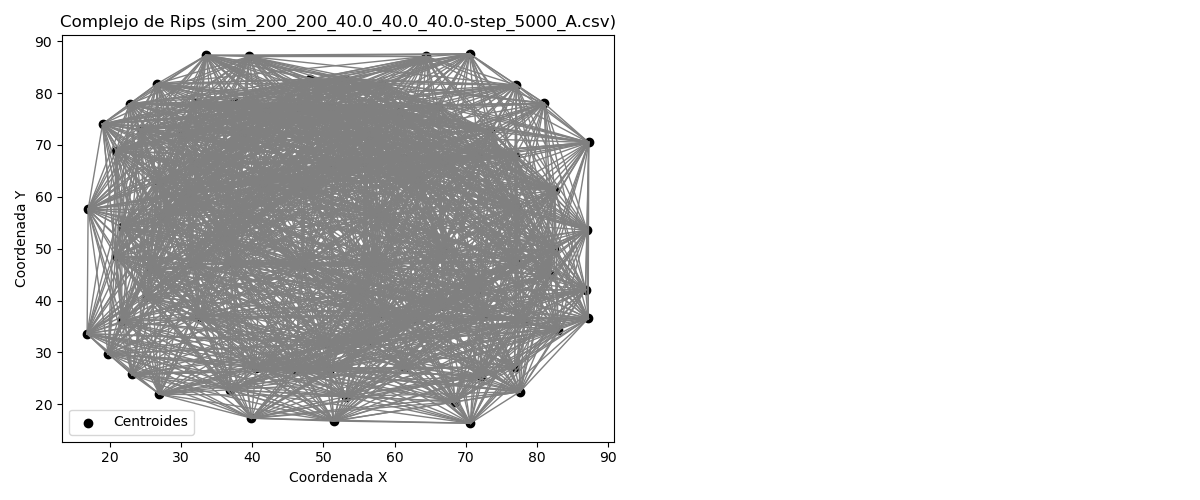 Complejo de Rips (sim_200_200_40.0_40.0_40.0-step_5000_A.csv)
90
80
70
60
50
40
30
20
Coordenada Y
Centroides
20 30 40 50 60 70 80 90
Coordenada X